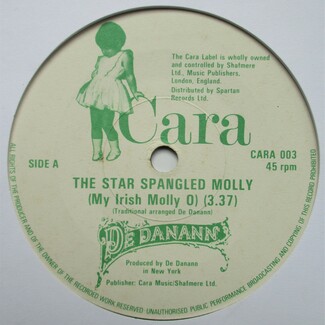 The Cara Label is wholly owned
and controlled by Shafmere
Ltd., Music Publishers.
London, England.
Distributed by Spartan
Records Ltd.
Cara
SIDE A
CARA 003
45 rpm
THE STAR SPANGLED MOLLY
(My Irish Molly O) (3.37)
(Traditional arranged De Danann)
DE DANANN
Produced by De Danann
in New York
Publisher: Cara Music:Shafmere Ltd.
ALL RIGHTS OF THE PRODUCER AND OF THE OWNER OF THE RECORDED WORK RESERVED UNAUTHORISED PUBLIC PERFORMANCE BROADCASTING AND COPYING OF THIS RECORD PROHIBITED